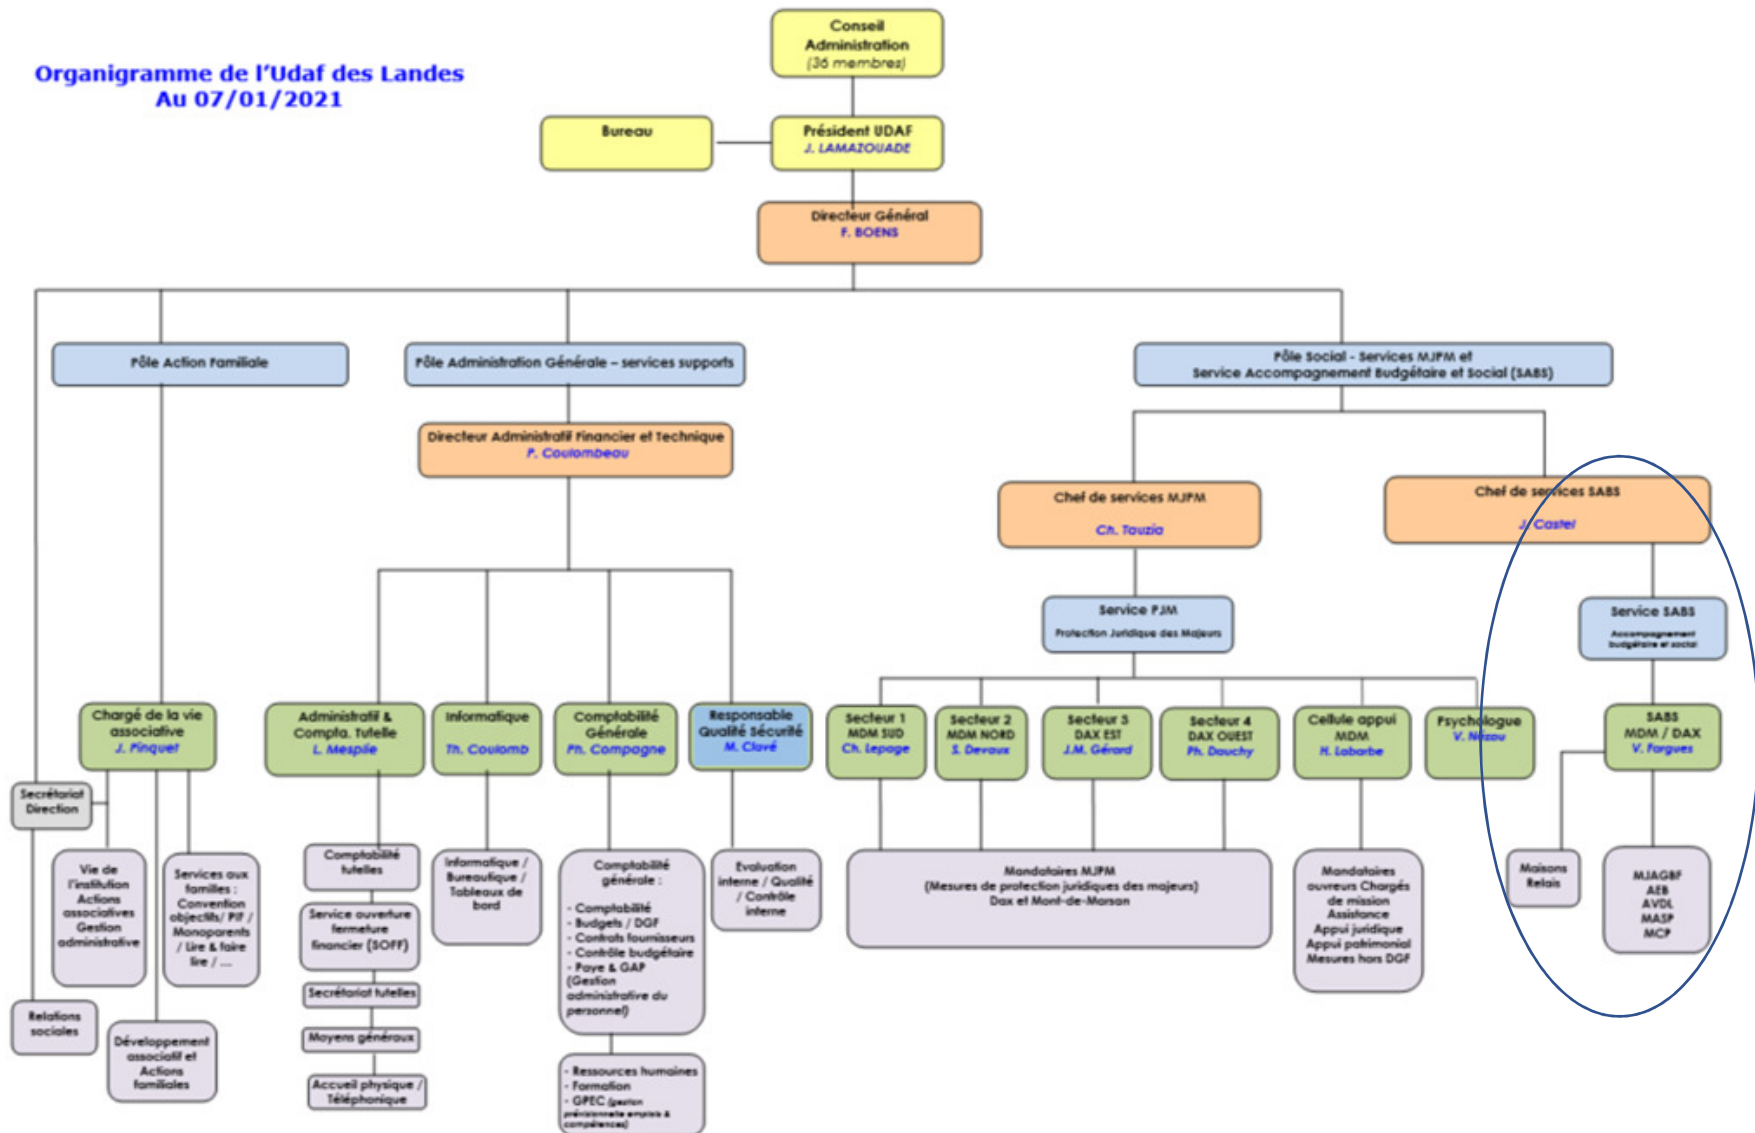 Organigramme de l'Udaf des Landes
Au 07/01/2021
Conseil
Administration
(36 membres)
Bureau
Président UDAF
J. LAMAZOUADE
Directeur Général
F. BOENS
Pôle Action Familiale
Pôle Administration Générale – services supports
Pôle Social - Services MJPM et
Service Accompagnement Budgétaire et Social (SABS)
Directeur Administratif Financier et Technique
P. Coulombeau
Chef de services MJPM
Ch. Tauzia
Chef de services SABS
J. Castel
Service PJM
Protection Juridique des Majeurs
Service SABS
Accompagnement
budgétaire et social
Chargé de la vie
associative
J. Pinquet
Administratif &
Compta. Tutelle
L. Mesplie
Informatique
Th. Coulomb
Comptabilité
Générale
Ph. Compagne
Responsable
Qualité Sécurité
M. Clavé
Secteur 1
MDM SUD
Ch. Lepage
Secteur 2
MDM NORD
S. Devaux
Secteur 3
DAX EST
J.M. Gérard
Secteur 4
DAX OUEST
Ph. Dauchy
Cellule appui
MDM
H. Labarbe
Psychologue
V. Nézou
SABS
MDM / DAX
V. Fargues
Secrétariat
Direction
Vie de
l'institution
Actions
associatives
Gestion
administrative
Services aux
familles :
Convention
objectifs/ PIF /
Monoparents
/ Lire & faire
lire / ....
Relations
sociales
Développement
associatif et
Actions
familiales
Comptabilité
tutelles
Service ouverture
fermeture
financier (SOFF)
Secrétariat tutelles
Moyens généraux
Accueil physique /
Téléphonique
Informatique /
Bureautique /
Tableaux de
bord
Comptabilité
générale :
- Comptabilité
- Budgets / DGF
- Contrats fournisseurs
- Contrôle budgétaire
- Paye & GAP
(Gestion
administrative du
personnel)
- Ressources humaines
- Formation
- GPEC (gestion
prévisionnelle emplois &
compétences)
Evaluation
interne / Qualité
/ Contrôle
interne
Mandataires MJPM
(Mesures de protection juridiques des majeurs)
Dax et Mont-de-Marsan
Mandataires
ouvreurs Chargés
de mission
Assistance
Appui juridique
Appui patrimonial
Mesures hors DGF
Maisons
Relais
MJAGBF
AEB
AVDL
MASP
MCP